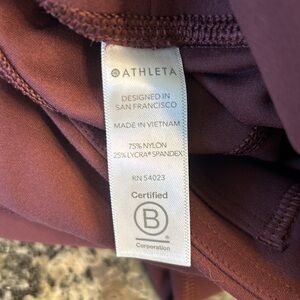 ATHLETA
DESIGNED IN
SAN FRANCISCO
MADE IN VIETNAM
75% NYLON
25% LYCRA® SPANDEX
RN 54023
Certified
B
Corporation